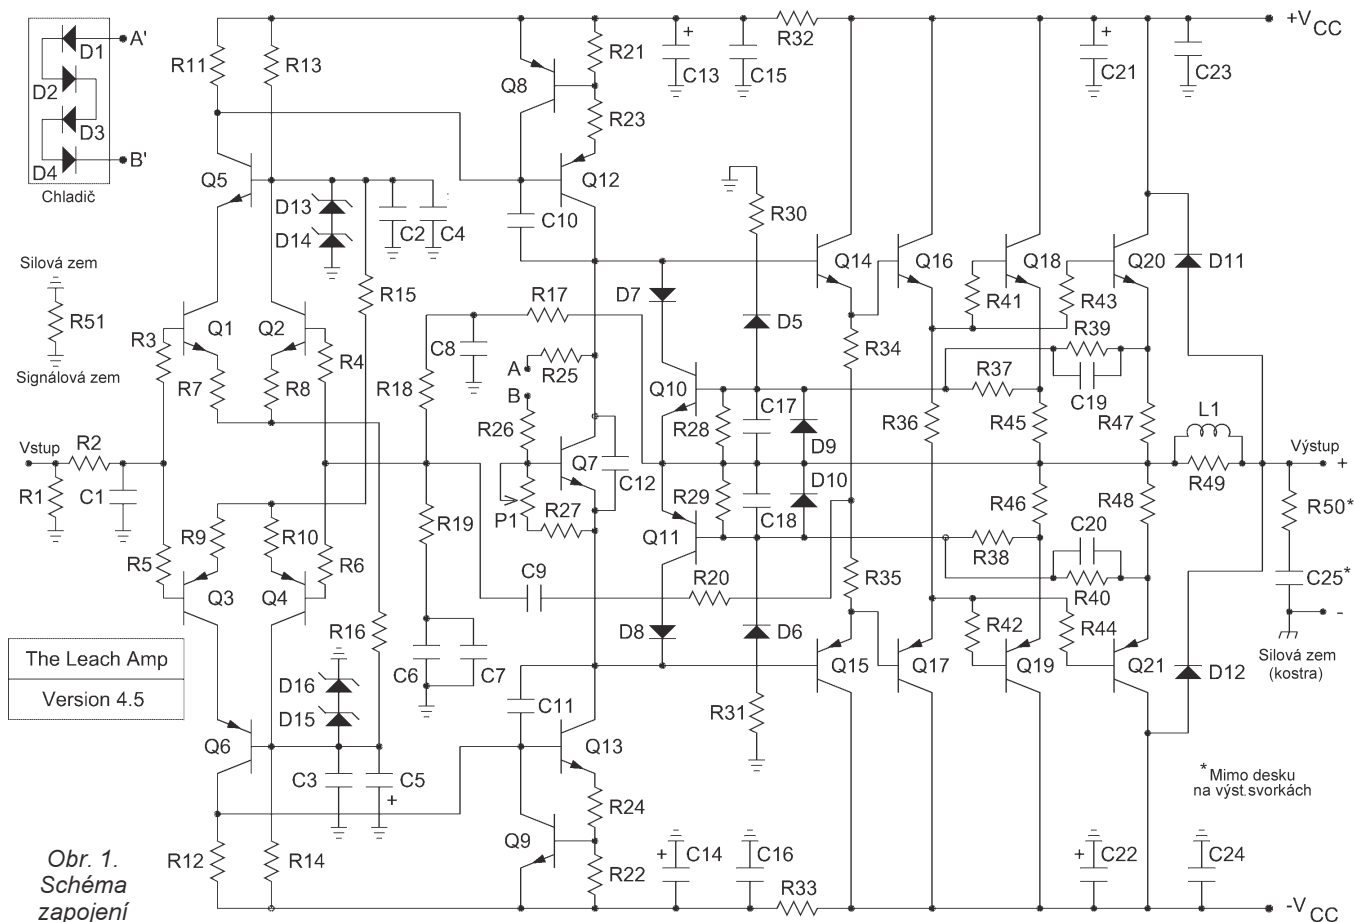 +V CC
D1
A'
R32
R11
R13
R21
+
C13
C15
+
C21
C23
D2
Q8
D3
R23
D4
B'
Chladič
Q5
Q12
D13
C10
R30
D14
C2
C4
Silová zem
R15
Q14
Q16
Q18
Q20
D11
R51
D7
R41
R43
R17
Q1
Q2
D5
R39
R3
C8
R34
Signálová zem
R4
A
R25
R7
R8
R18
B
Q10
R37
C19
C17
L1
R26
R28
D9
R36
R45
R47
Vstup
R2
Q7
Výstup
+
R1
C1
C12
R29
D10
R49
P1
R27
C18
R46
R48
R50*
R9
R10
R19
Q11
C20
R5
R6
R38
C9
R20
R35
R40
C25*
Q3
Q4
-
R16
D8
D6
R42
R44
Silová zem
(kostra)
The Leach Amp
Version 4.5
C6
C7
Q15
Q17
Q19
Q21
D12
D16
D15
C11
R31
Q6
Q13
C3
C5
+
*Mimo desku
na výst.svorkách
R24
Q9
R12
R14
+
C14
C16
+
C22
C24
R22
R33
Obr. 1.
Schéma
zapojení
-V CC